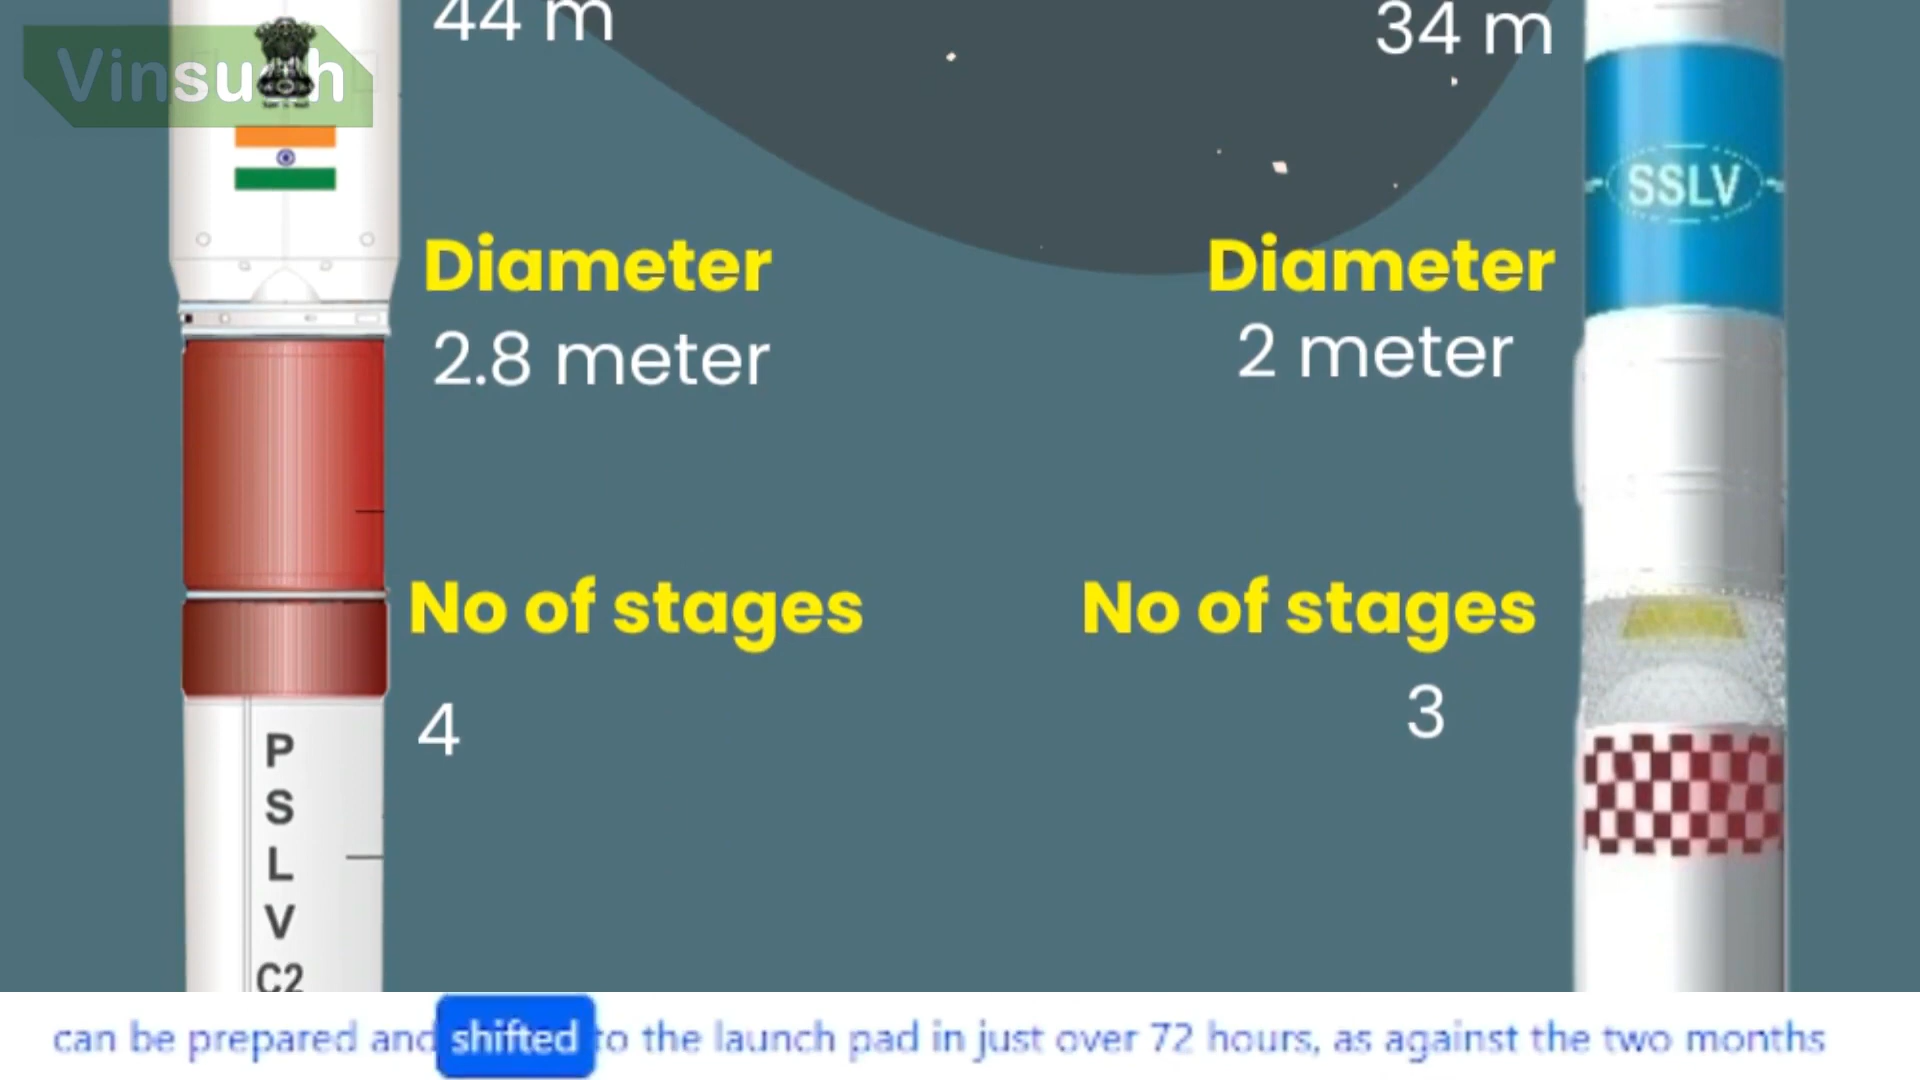 44 m
34 m
Vinsu h
SSLV
Diameter
Diameter
2.8 meter
2 meter
No of stages
No of stages
4
3
P
S
L
V
C2
can be prepared and shifted to the launch pad in just over 72 hours, as against the two months